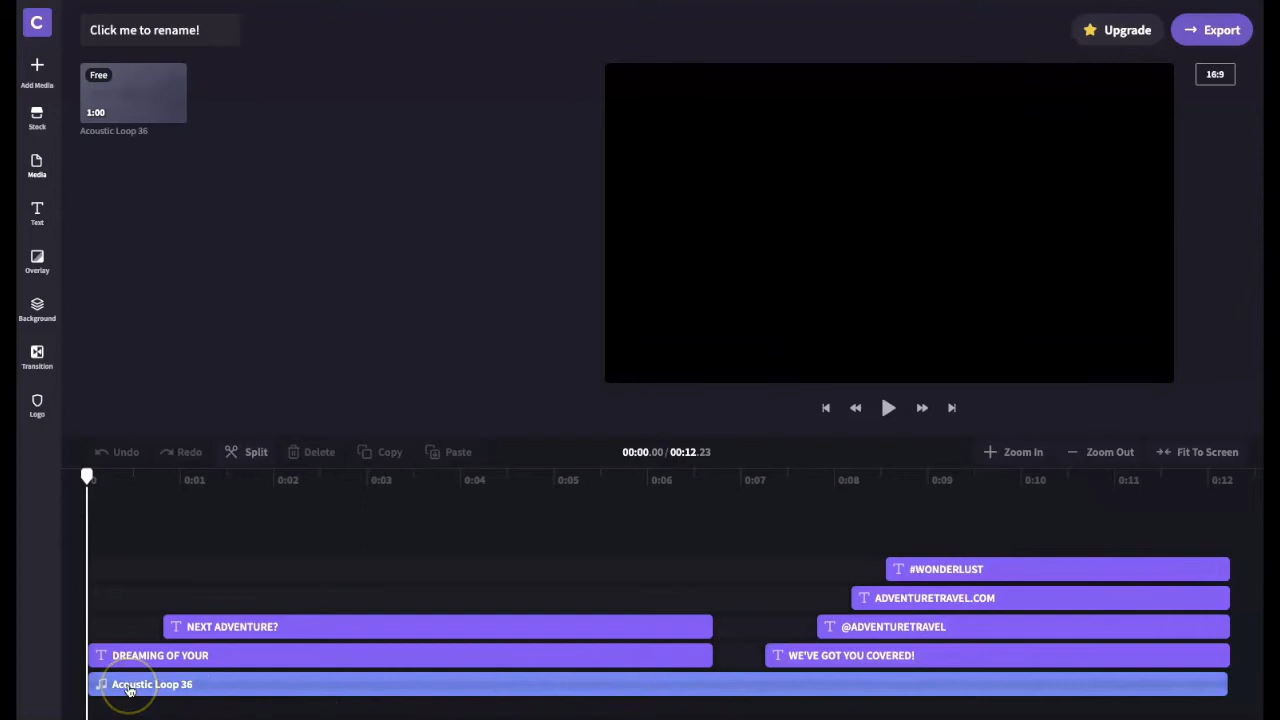 C
Click me to rename!
Upgrade
Export
Add Media
Stock
Media
Text
Overlay
Background
Transition
Logo
Free
1:00
Acoustic Loop 36
16:9
Undo
Redo
Split
Delete
Copy
Paste
00:00.00 / 00:12.23
Zoom In
Zoom Out
Fit To Screen
0:01 0:02 0:03 0:04 0:05 0:06 0:07 0:08 0:09 0:10 0:11 0:12
#WONDERLUST
ADVENTURETRAVEL.COM
NEXT ADVENTURE?
@ADVENTURETRAVEL
DREAMING OF YOUR
WE'VE GOT YOU COVERED!
Acoustic Loop 36